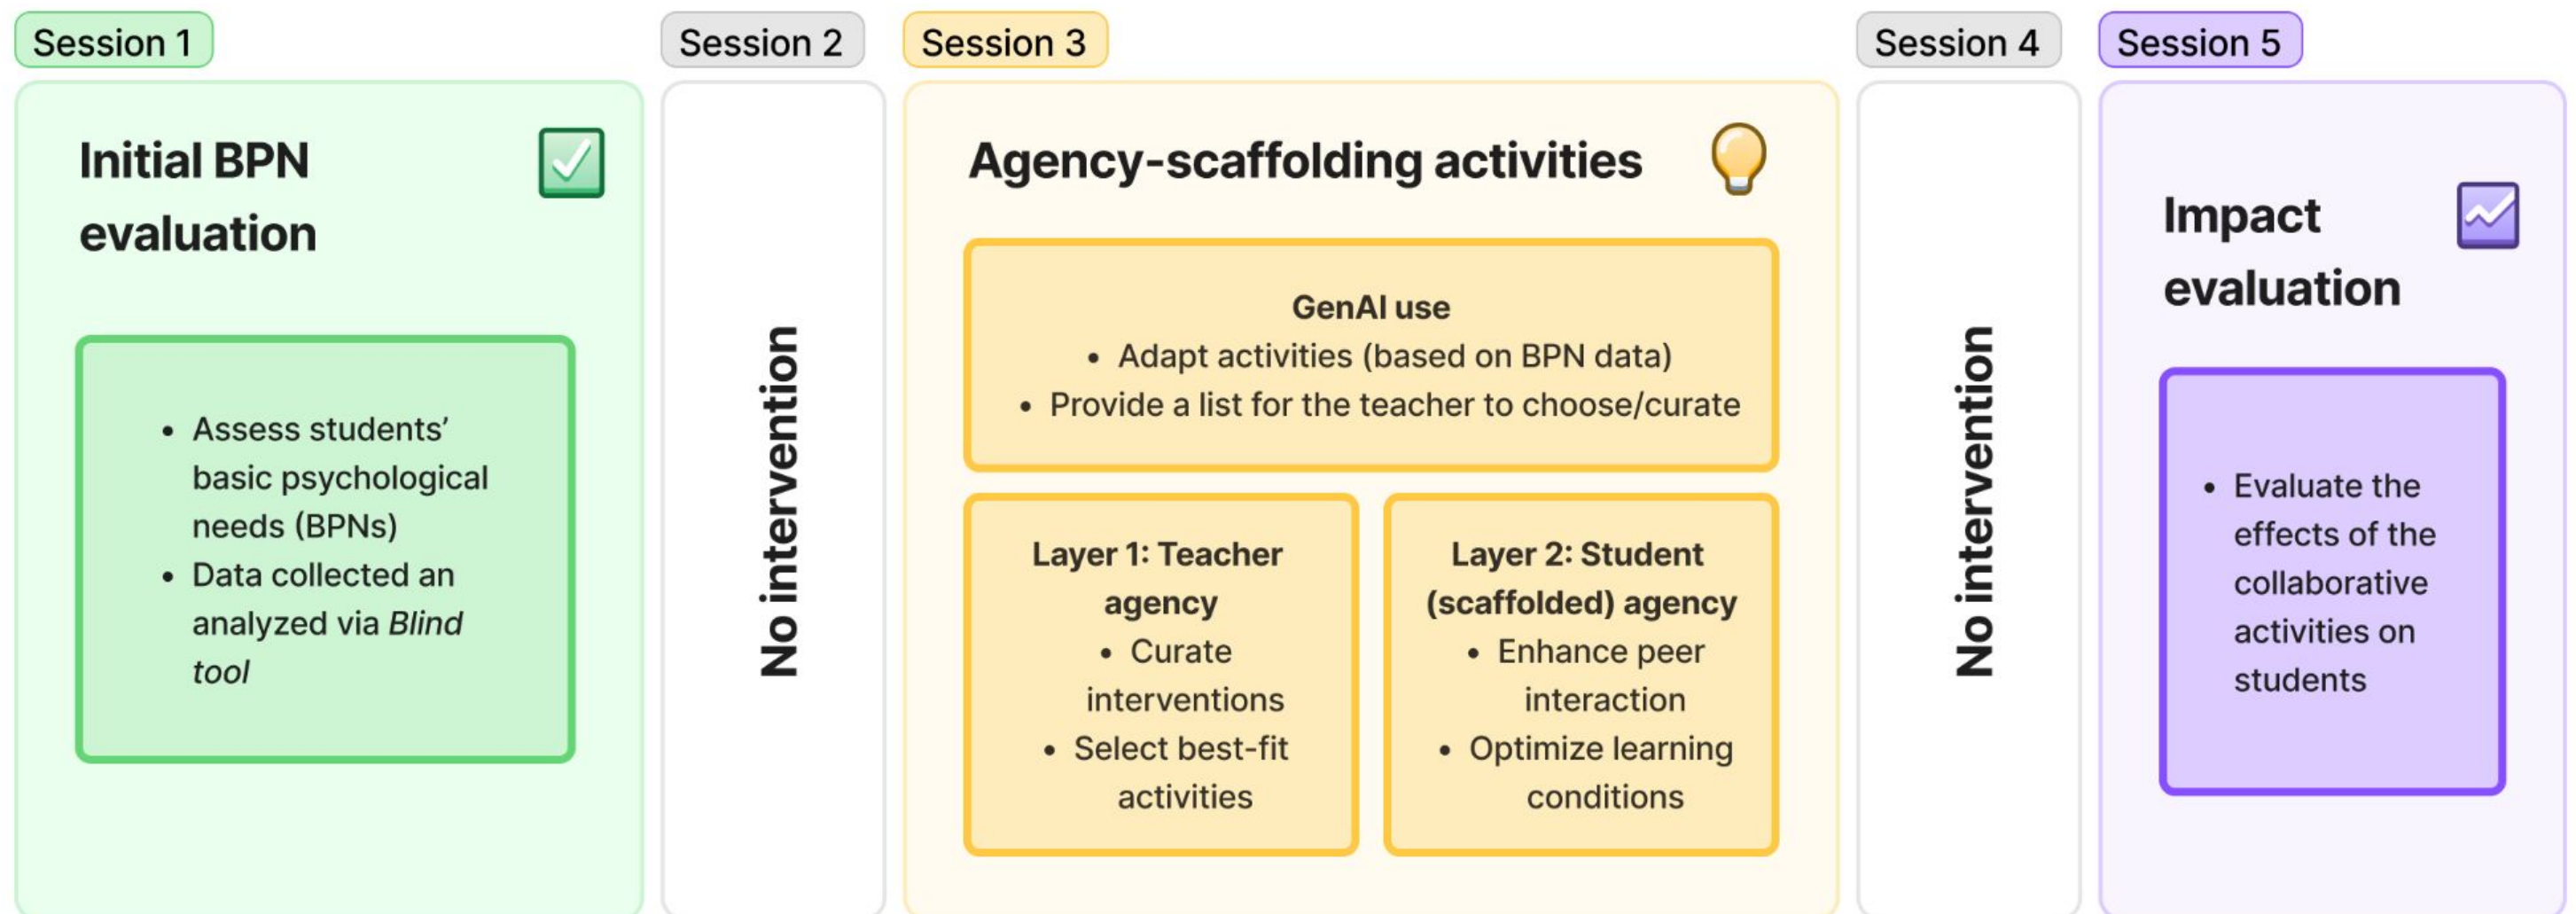 Session 1
Initial BPN
evaluation
• Assess students’
basic psychological
needs (BPNs)
• Data collected an
analyzed via Blind
tool
Session 2
No intervention
Session 3
Agency-scaffolding activities
GenAI use
• Adapt activities (based on BPN data)
• Provide a list for the teacher to choose/curate
Layer 1: Teacher
agency
• Curate
interventions
• Select best-fit
activities
Layer 2: Student
(scaffolded) agency
• Enhance peer
interaction
• Optimize learning
conditions
Session 4
No intervention
Session 5
Impact
evaluation
• Evaluate the
effects of the
collaborative
activities on
students